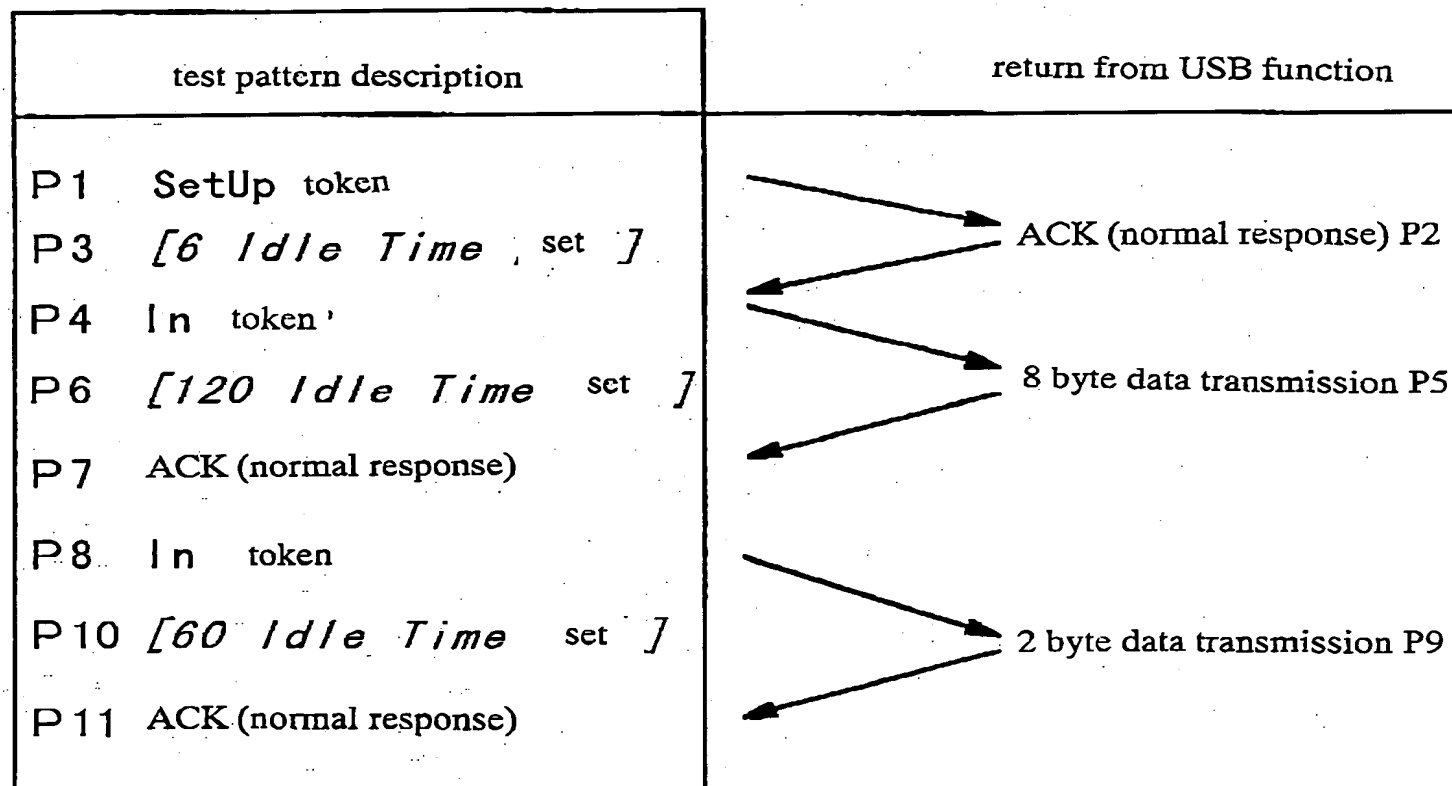 test pattern description
return from USB function
P1 SetUp token
ACK (normal response) P2
P3 [6 Idle Time set ]
P4 In token
8 byte data transmission P5
P6 [120 Idle Time set ]
P7 ACK (normal response)
P8 In token
2 byte data transmission P9
P10 [60 Idle Time set ]
P11 ACK (normal response)